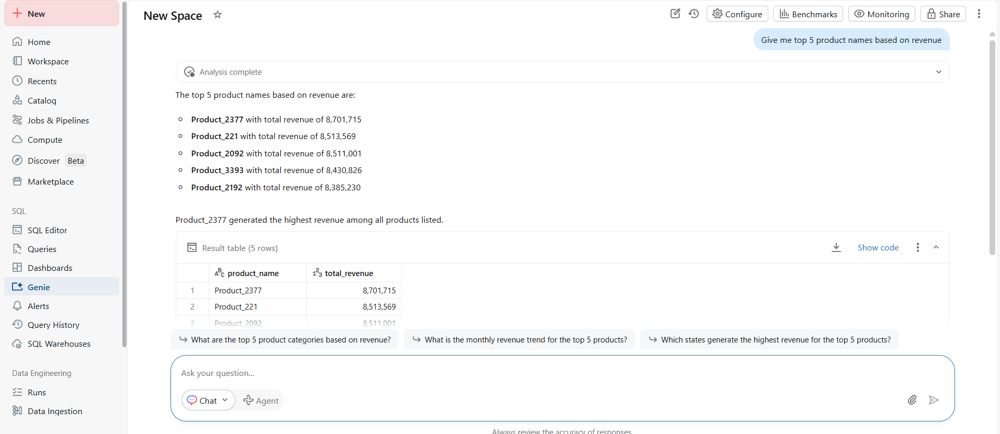 New
Home
Workspace
Recents
Catalog
Jobs & Pipelines
Compute
Discover Beta
Marketplace
SQL
SQL Editor
Queries
Dashboards
Genie
Alerts
Query History
SQL Warehouses
Data Engineering
Runs
Data Ingestion
New Space
Configure
Benchmarks
Monitoring
Share
Give me top 5 product names based on revenue
Analysis complete
The top 5 product names based on revenue are:
Product_2377 with total revenue of 8,701,715
Product_221 with total revenue of 8,513,569
Product_2092 with total revenue of 8,511,001
Product_3393 with total revenue of 8,430,826
Product_2192 with total revenue of 8,385,230
Product_2377 generated the highest revenue among all products listed.
Result table (5 rows)
Show code
product_name total_revenue
1 Product_2377 8,701,715
2 Product_221 8,513,569
3 Product_2092 8,511,001
What are the top 5 product categories based on revenue?
What is the monthly revenue trend for the top 5 products?
Which states generate the highest revenue for the top 5 products?
Ask your question...
Chat
Agent
Always review the accuracy of responses